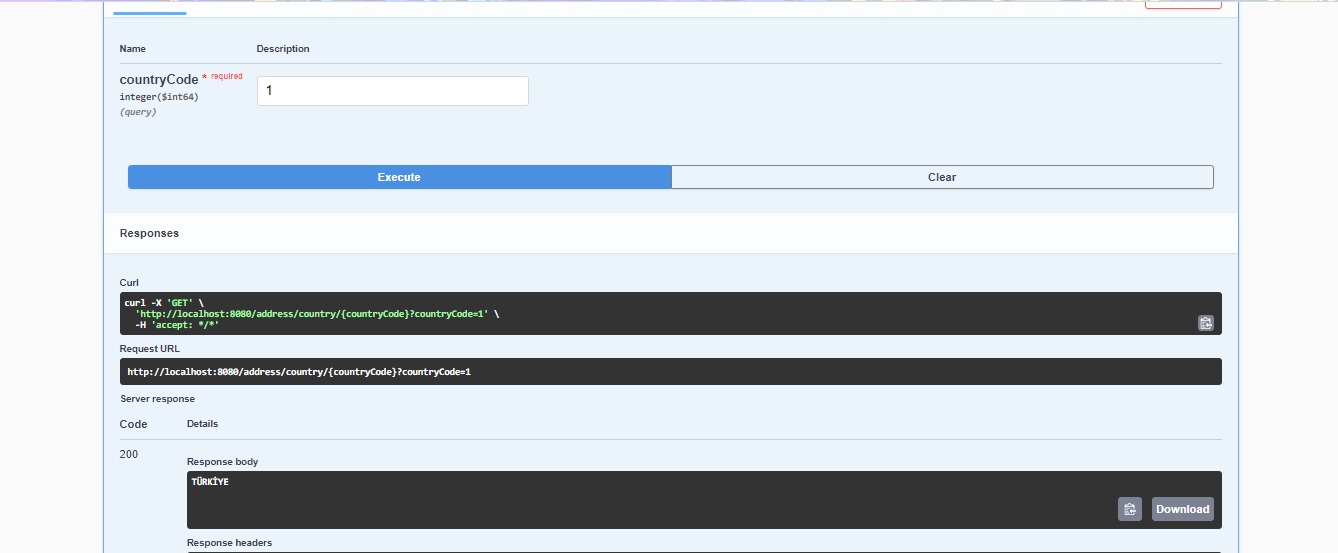 Name Description
countryCode * required
integer($int64)
(query)
1
Execute Clear
Responses
Curl
curl -X 'GET' \
'http://localhost:8080/address/country/{countryCode}?countryCode=1' \
-H 'accept: */*'
Request URL
http://localhost:8080/address/country/{countryCode}?countryCode=1
Server response
Code Details
200
Response body
TÜRKİYE
Download
Response headers